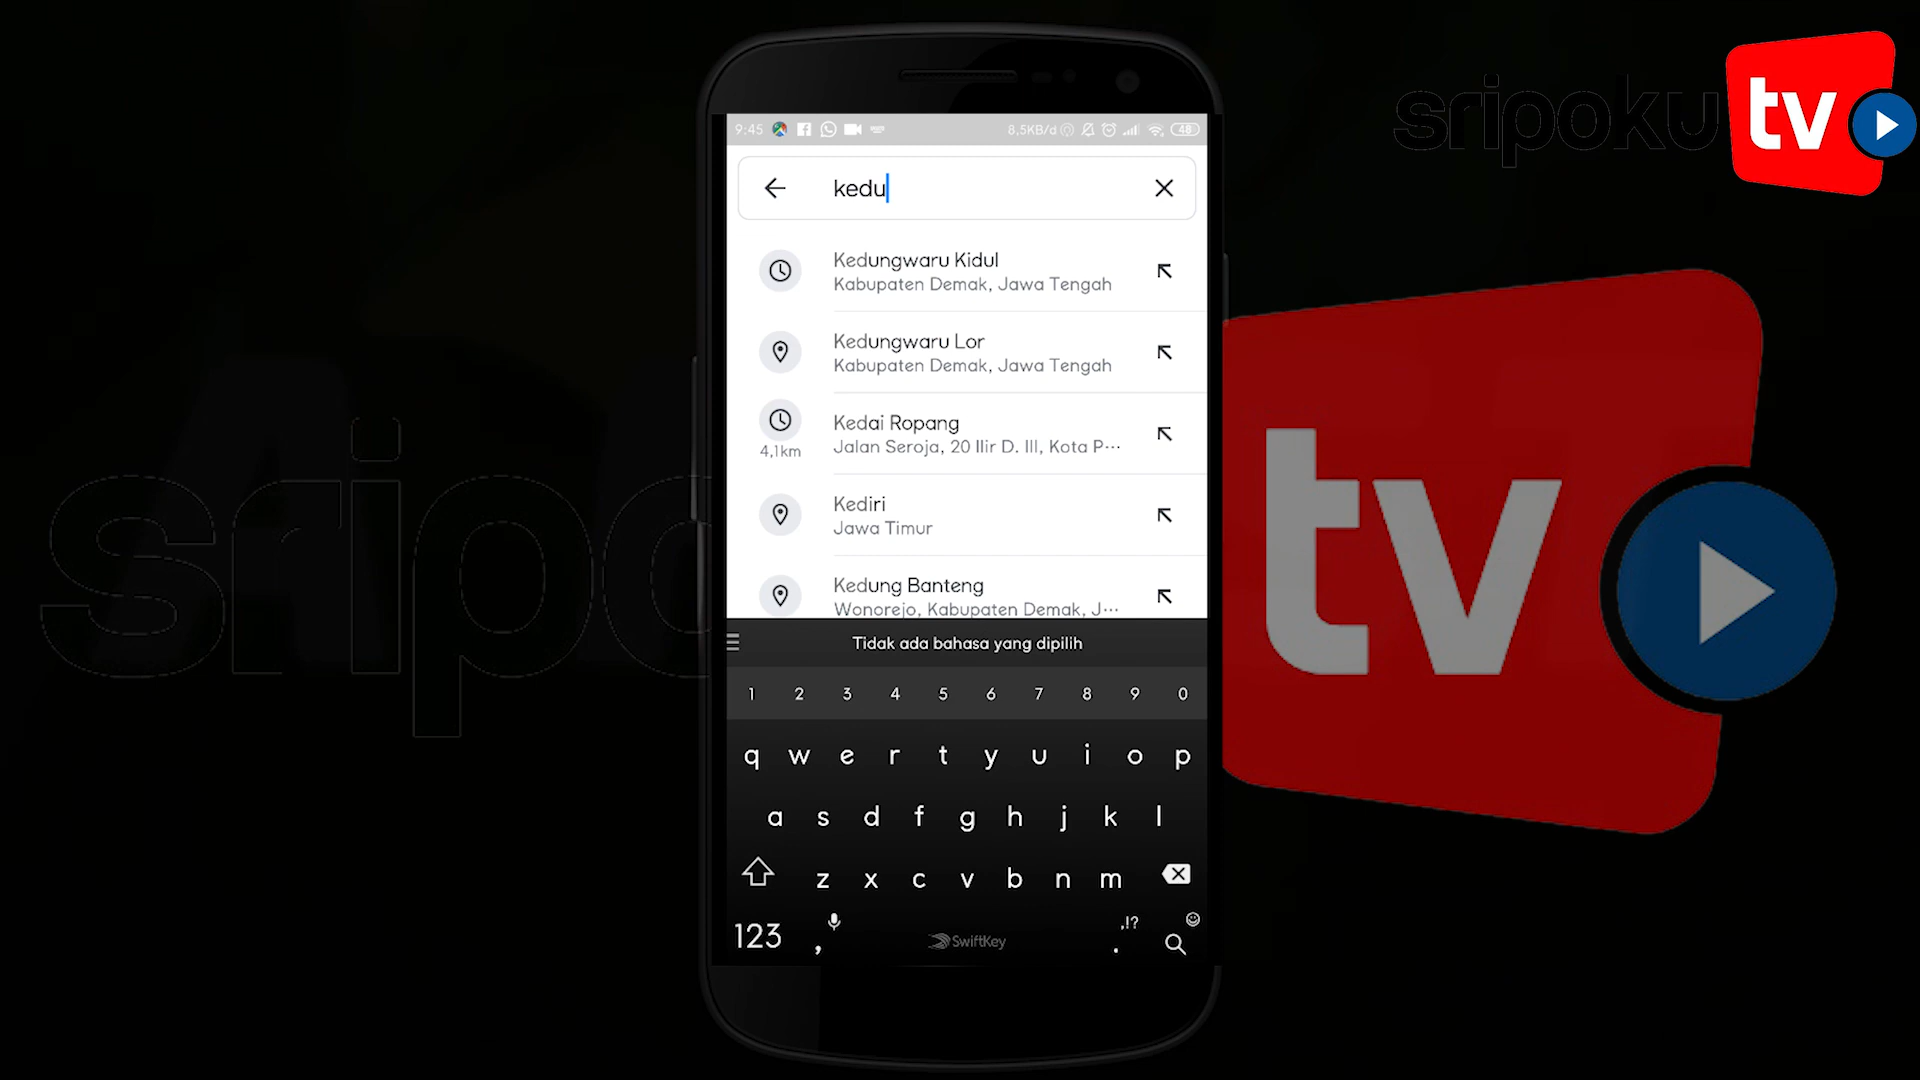 sripoku tv
9:45 8,5KB/d 48
kedu
Kedungwaru Kidul
Kabupaten Demak, Jawa Tengah
Kedungwaru Lor
Kabupaten Demak, Jawa Tengah
Kedai Ropang
4,1km
Jalan Seroja, 20 Ilir D. III, Kota P...
Kediri
Jawa Timur
Kedung Banteng
Wonorejo, Kabupaten Demak, J...
sripo tv
Tidak ada bahasa yang dipilih
1 2 3 4 5 6 7 8 9 0
q w e r t y u i o p
a s d f g h j k l
z x c v b n m
123 , SwiftKey ,!? .